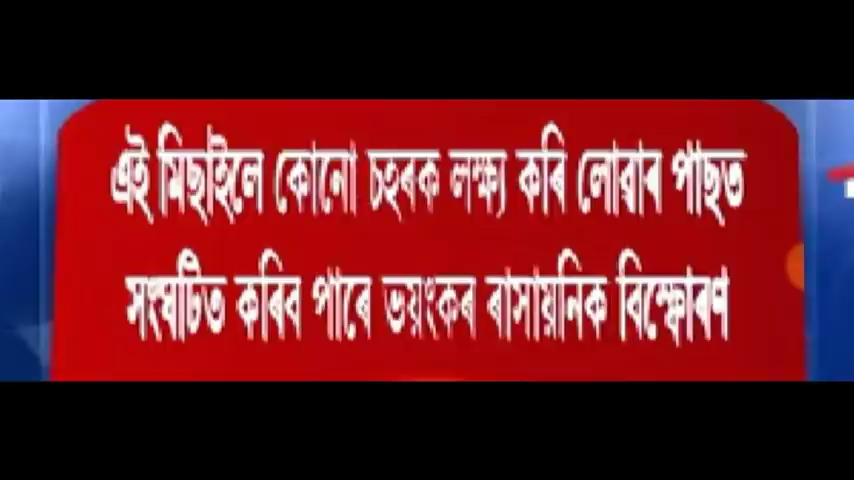 এই মিছাইলে কোনো চহৰক লক্ষ্য কৰি লোৱাৰ পাছত
সংঘটিত কৰিব পাৰে ভয়ংকৰ ৰাসায়নিক বিস্ফোৰণ